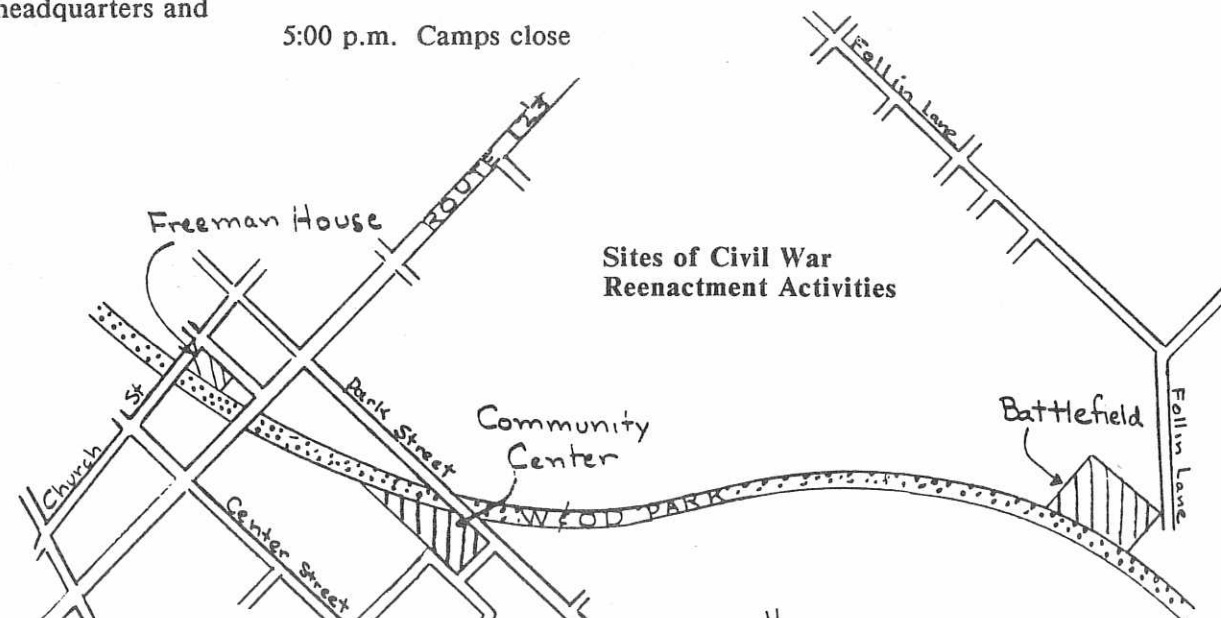 headquarters and
5:00 p.m. Camps close
Follin Lane
ROUTE 123
Freeman House
Sites of Civil War
Reenactment Activities
Park Street
Community
Center
Battlefield
Follin Lane
Church St
W&OD PARK
Center Street